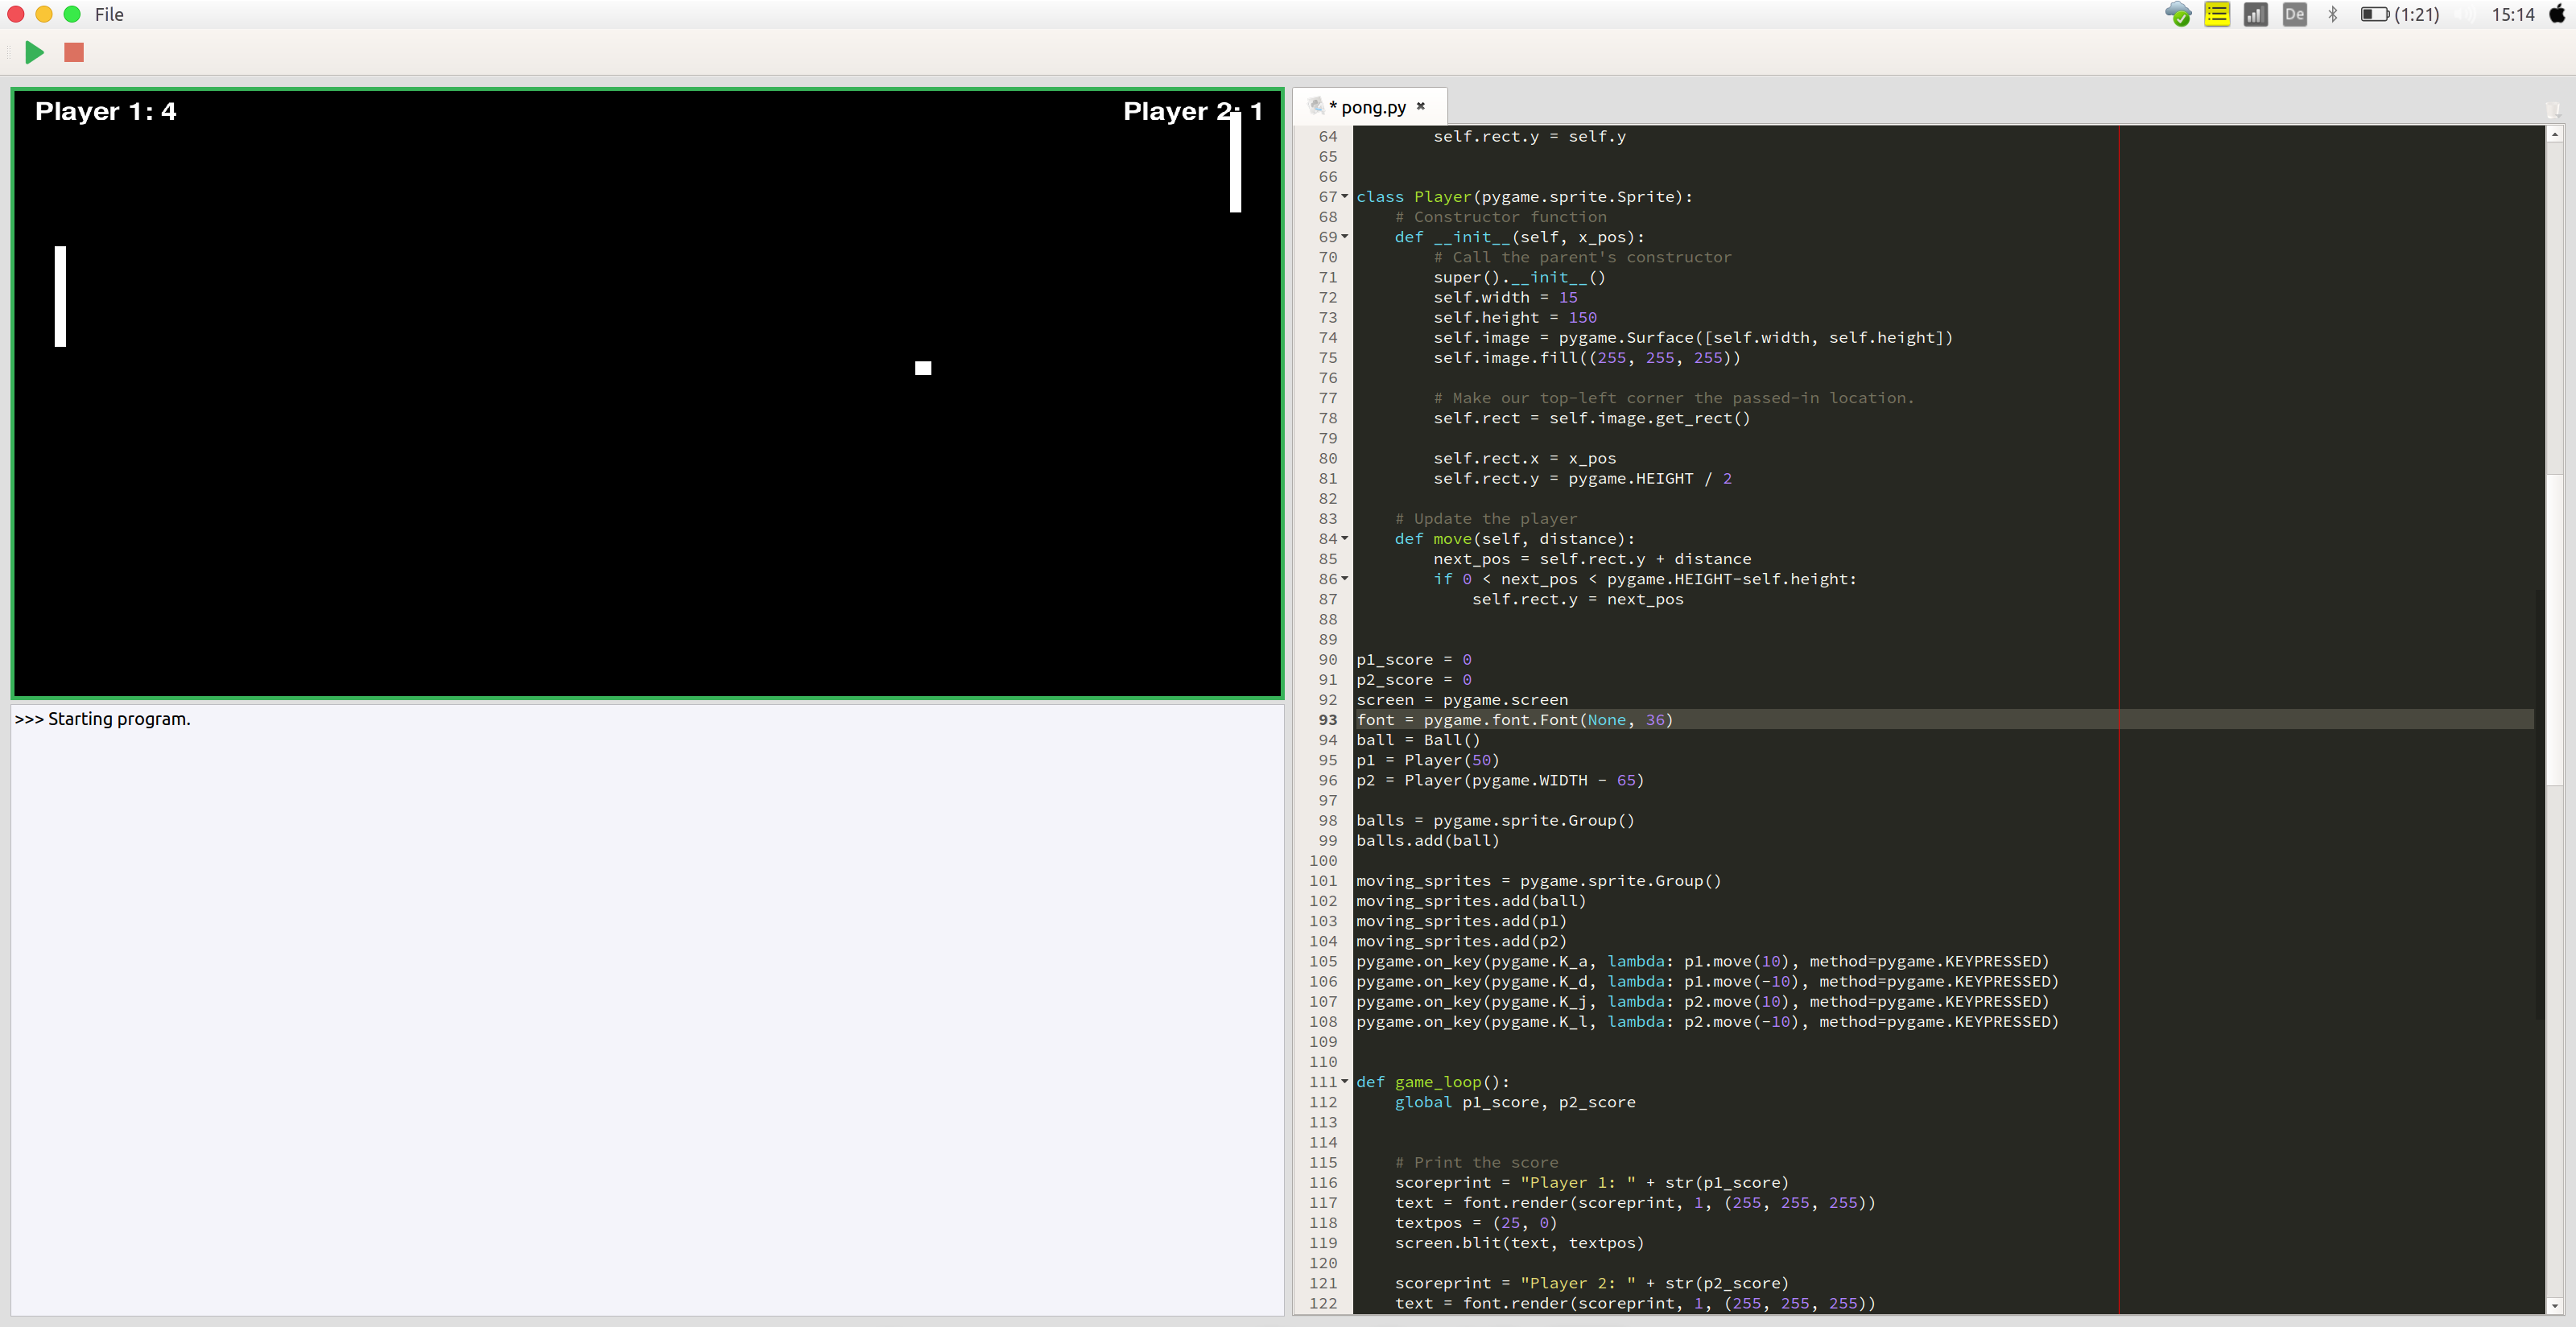 File
De
(1:21)
15:14
Player 1: 4
Player 2: 1
>>> Starting program.
* pong.py
64         self.rect.y = self.y
65
66
67 class Player(pygame.sprite.Sprite):
68     # Constructor function
69     def __init__(self, x_pos):
70         # Call the parent's constructor
71         super().__init__()
72         self.width = 15
73         self.height = 150
74         self.image = pygame.Surface([self.width, self.height])
75         self.image.fill((255, 255, 255))
76
77         # Make our top-left corner the passed-in location.
78         self.rect = self.image.get_rect()
79
80         self.rect.x = x_pos
81         self.rect.y = pygame.HEIGHT / 2
82
83     # Update the player
84     def move(self, distance):
85         next_pos = self.rect.y + distance
86         if 0 < next_pos < pygame.HEIGHT-self.height:
87             self.rect.y = next_pos
88
89
90 p1_score = 0
91 p2_score = 0
92 screen = pygame.screen
93 font = pygame.font.Font(None, 36)
94 ball = Ball()
95 p1 = Player(50)
96 p2 = Player(pygame.WIDTH - 65)
97
98 balls = pygame.sprite.Group()
99 balls.add(ball)
100
101 moving_sprites = pygame.sprite.Group()
102 moving_sprites.add(ball)
103 moving_sprites.add(p1)
104 moving_sprites.add(p2)
105 pygame.on_key(pygame.K_a, lambda: p1.move(10), method=pygame.KEYPRESSED)
106 pygame.on_key(pygame.K_d, lambda: p1.move(-10), method=pygame.KEYPRESSED)
107 pygame.on_key(pygame.K_j, lambda: p2.move(10), method=pygame.KEYPRESSED)
108 pygame.on_key(pygame.K_l, lambda: p2.move(-10), method=pygame.KEYPRESSED)
109
110
111 def game_loop():
112     global p1_score, p2_score
113
114
115     # Print the score
116     scoreprint = "Player 1: " + str(p1_score)
117     text = font.render(scoreprint, 1, (255, 255, 255))
118     textpos = (25, 0)
119     screen.blit(text, textpos)
120
121     scoreprint = "Player 2: " + str(p2_score)
122     text = font.render(scoreprint, 1, (255, 255, 255))